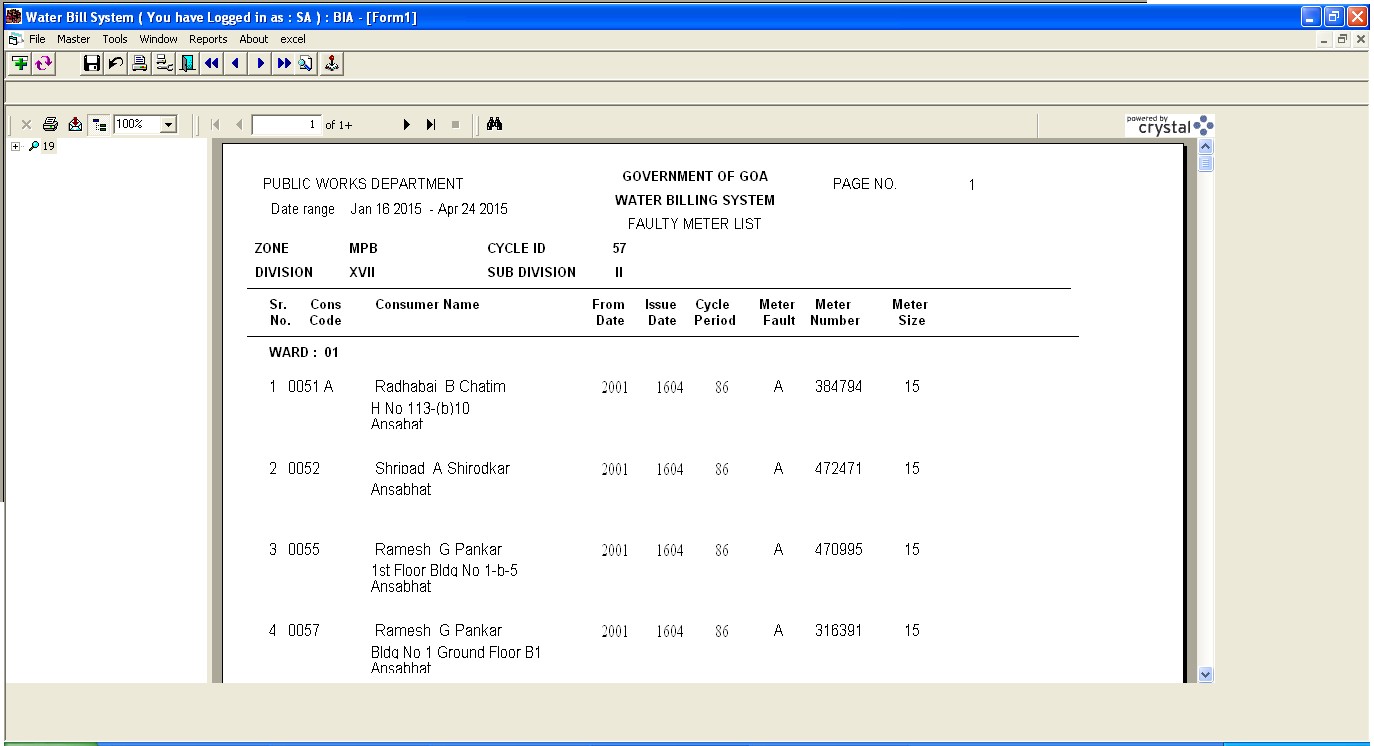 Water Bill System ( You have Logged in as : SA ) : BIA - [Form1]
File Master Tools Window Reports About excel
100% 1 of 1+
powered by crystal
19
PUBLIC WORKS DEPARTMENT GOVERNMENT OF GOA PAGE NO. 1
Date range Jan 16 2015 - Apr 24 2015 WATER BILLING SYSTEM
FAULTY METER LIST
ZONE MPB CYCLE ID 57
DIVISION XVII SUB DIVISION II
Sr. Cons Consumer Name From Issue Cycle Meter Meter Meter
No. Code Date Date Period Fault Number Size
WARD : 01
1 0051 A Radhabai B Chatim 2001 1604 86 A 384794 15
H No 113-(b)10
Ansabhat
2 0052 Shripad A Shirodkar 2001 1604 86 A 472471 15
Ansabhat
3 0055 Ramesh G Pankar 2001 1604 86 A 470995 15
1st Floor Bldg No 1-b-5
Ansabhat
4 0057 Ramesh G Pankar 2001 1604 86 A 316391 15
Bldg No 1 Ground Floor B1
Ansabhat